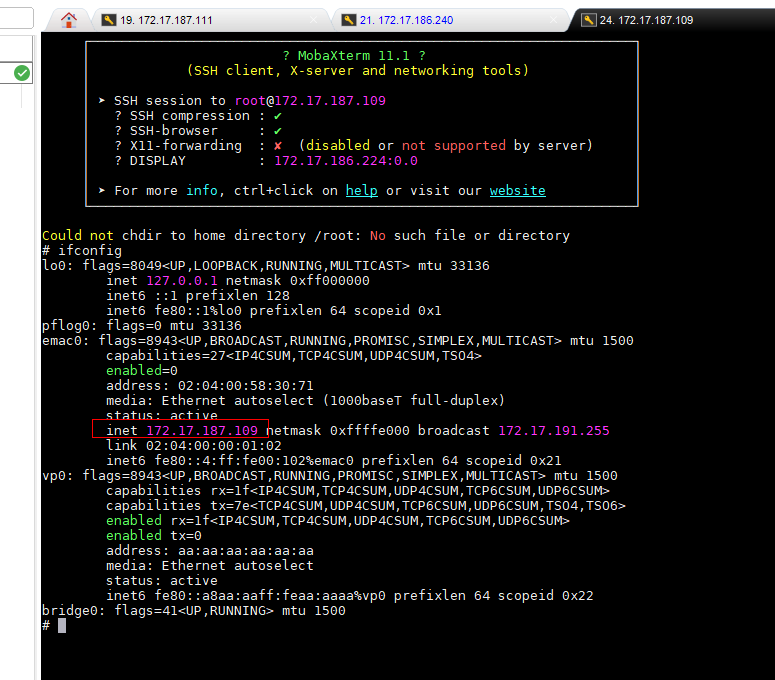 19. 172.17.187.111
21. 172.17.186.240
24. 172.17.187.109
? MobaXterm 11.1 ?
(SSH client, X-server and networking tools)
➤ SSH session to root@172.17.187.109
? SSH compression : ✔
? SSH-browser     : ✔
? X11-forwarding  : ✘  (disabled or not supported by server)
? DISPLAY         : 172.17.186.224:0.0
➤ For more info, ctrl+click on help or visit our website
Could not chdir to home directory /root: No such file or directory
# ifconfig
lo0: flags=8049<UP,LOOPBACK,RUNNING,MULTICAST> mtu 33136
inet 127.0.0.1 netmask 0xff000000
inet6 ::1 prefixlen 128
inet6 fe80::1%lo0 prefixlen 64 scopeid 0x1
pflog0: flags=0 mtu 33136
emac0: flags=8943<UP,BROADCAST,RUNNING,PROMISC,SIMPLEX,MULTICAST> mtu 1500
capabilities=27<IP4CSUM,TCP4CSUM,UDP4CSUM,TSO4>
enabled=0
address: 02:04:00:58:30:71
media: Ethernet autoselect (1000baseT full-duplex)
status: active
inet 172.17.187.109 netmask 0xffffe000 broadcast 172.17.191.255
link 02:04:00:00:01:02
inet6 fe80::4:ff:fe00:102%emac0 prefixlen 64 scopeid 0x21
vp0: flags=8943<UP,BROADCAST,RUNNING,PROMISC,SIMPLEX,MULTICAST> mtu 1500
capabilities rx=1f<IP4CSUM,TCP4CSUM,UDP4CSUM,TCP6CSUM,UDP6CSUM>
capabilities tx=7e<TCP4CSUM,UDP4CSUM,TCP6CSUM,UDP6CSUM,TSO4,TSO6>
enabled rx=1f<IP4CSUM,TCP4CSUM,UDP4CSUM,TCP6CSUM,UDP6CSUM>
enabled tx=0
address: aa:aa:aa:aa:aa:aa
media: Ethernet autoselect
status: active
inet6 fe80::a8aa:aaff:feaa:aaaa%vp0 prefixlen 64 scopeid 0x22
bridge0: flags=41<UP,RUNNING> mtu 1500
#